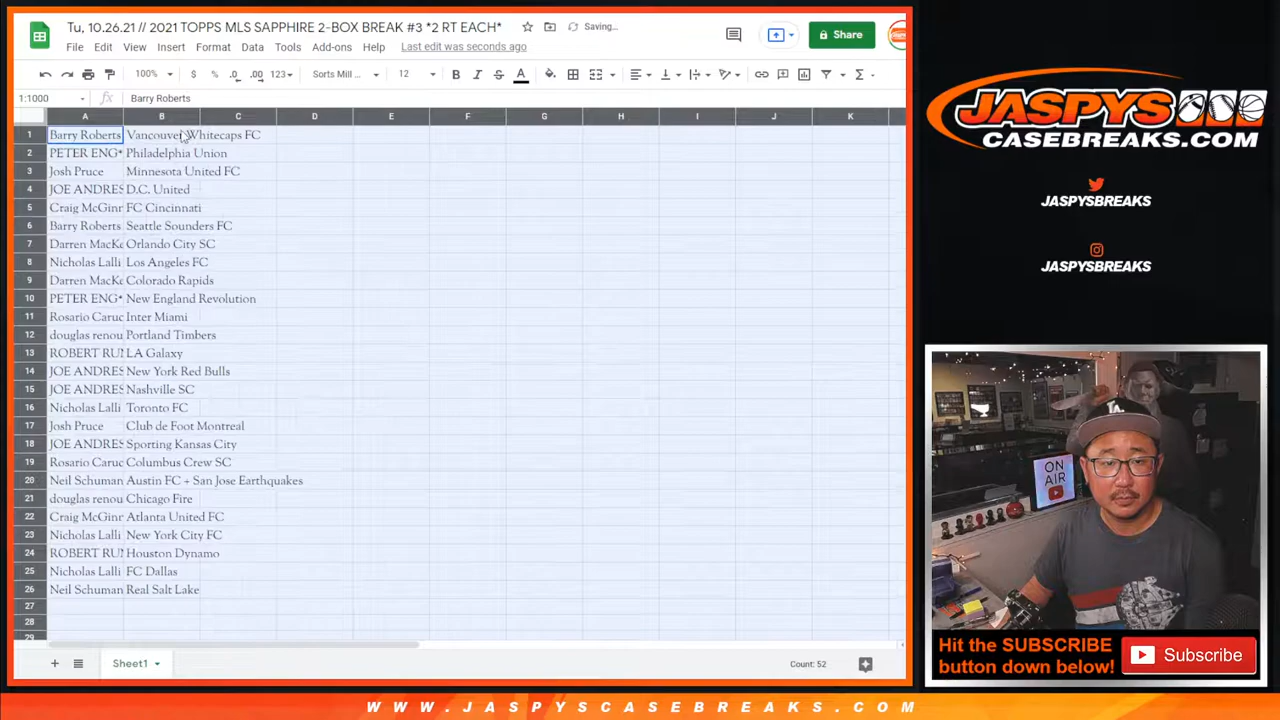 Tu, 10.26.21 // 2021 TOPPS MLS SAPPHIRE 2-BOX BREAK #3 *2 RT EACH*
Saving...
File Edit View Insert Format Data Tools Add-ons Help Last edit was seconds ago
Share
100% $ % .0 .00 123 Sorts Mill ... 12 B I S A
1:1000 fx Barry Roberts
A B C D E F G H I J K
1 Barry Roberts Vancouver Whitecaps FC
2 PETER ENG* Philadelphia Union
3 Josh Pruce Minnesota United FC
4 JOE ANDRES D.C. United
5 Craig McGinn FC Cincinnati
6 Barry Roberts Seattle Sounders FC
7 Darren MacKe Orlando City SC
8 Nicholas Lalli Los Angeles FC
9 Darren MacKe Colorado Rapids
10 PETER ENG* New England Revolution
11 Rosario Caruc Inter Miami
12 douglas renou Portland Timbers
13 ROBERT RUN LA Galaxy
14 JOE ANDRES New York Red Bulls
15 JOE ANDRES Nashville SC
16 Nicholas Lalli Toronto FC
17 Josh Pruce Club de Foot Montreal
18 JOE ANDRES Sporting Kansas City
19 Rosario Caruc Columbus Crew SC
20 Neil Schuman Austin FC + San Jose Earthquakes
21 douglas renou Chicago Fire
22 Craig McGinn Atlanta United FC
23 Nicholas Lalli New York City FC
24 ROBERT RUN Houston Dynamo
25 Nicholas Lalli FC Dallas
26 Neil Schuman Real Salt Lake
27
28
29
Sheet1
Count: 52
JASPYS
CASEBREAKS.COM
JASPYSBREAKS
JASPYSBREAKS
ON
AIR
LA
Hit the SUBSCRIBE
button down below!
Subscribe
WWW.JASPYSCASEBREAKS.COM